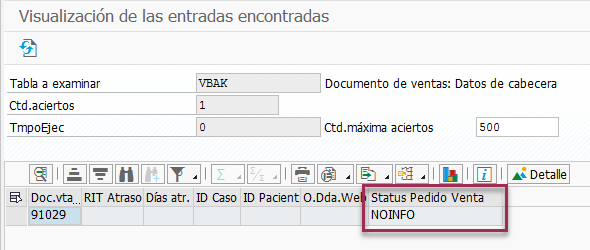 Visualización de las entradas encontradas
Tabla a examinar VBAK Documento de ventas: Datos de cabecera
Ctd.aciertos 1
TmpoEjec 0 Ctd.máxima aciertos 500
Detalle
Doc.vta. RIT Atraso Días atr. ID Caso ID Pacient O.Dda.Web Status Pedido Venta
91029 NOINFO